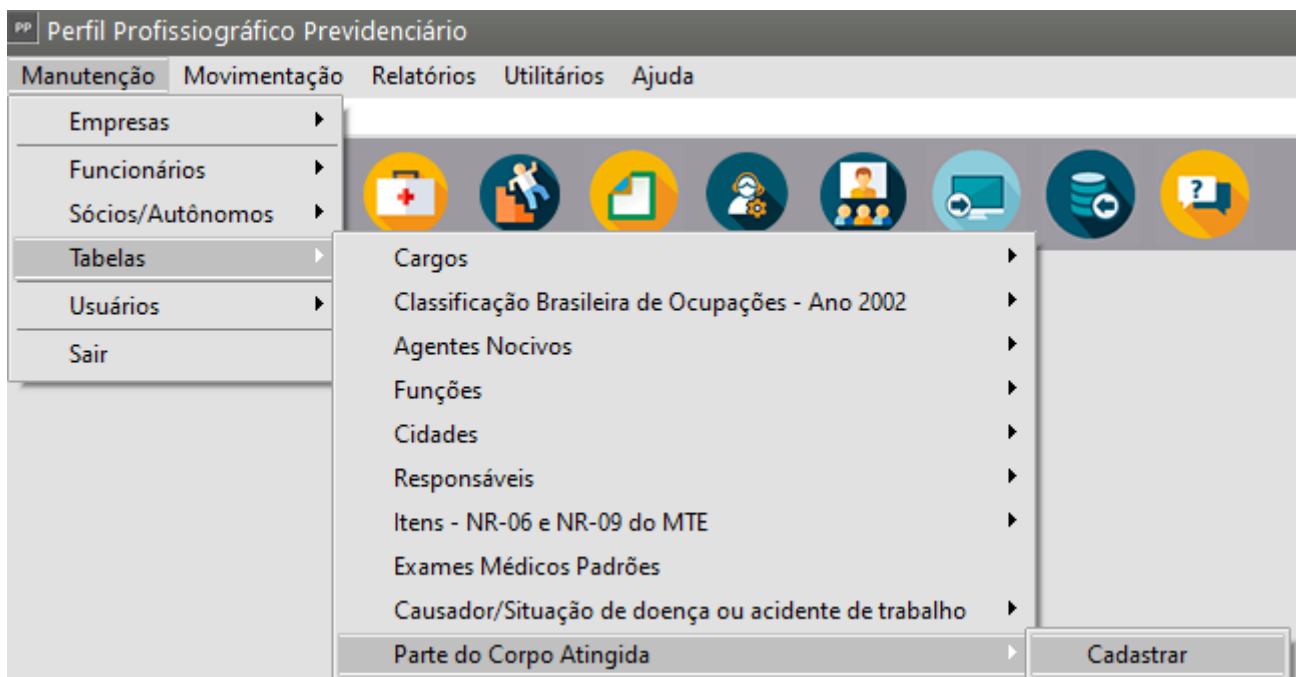 PP Perfil Profissiográfico Previdenciário
Manutenção Movimentação Relatórios Utilitários Ajuda
Empresas
Funcionários
Sócios/Autônomos
Tabelas
Usuários
Sair
?
Cargos
Classificação Brasileira de Ocupações - Ano 2002
Agentes Nocivos
Funções
Cidades
Responsáveis
Itens - NR-06 e NR-09 do MTE
Exames Médicos Padrões
Causador/Situação de doença ou acidente de trabalho
Parte do Corpo Atingida
Cadastrar